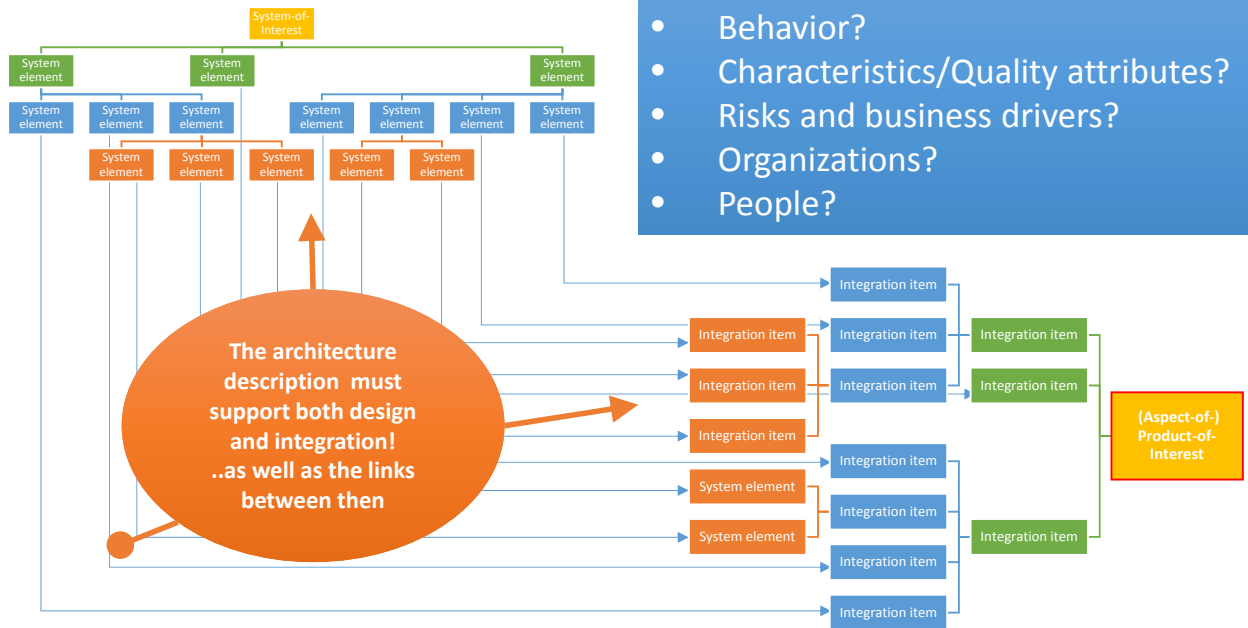 System-of-
Interest
System
element
System
element
System
element
System
element
System
element
System
element
System
element
System
element
System
element
System
element
System
element
System
element
System
element
System
element
System
element
• Behavior?
• Characteristics/Quality attributes?
• Risks and business drivers?
• Organizations?
• People?
The architecture
description must
support both design
and integration!
..as well as the links
between then
Integration item
Integration item
Integration item
Integration item
Integration item
Integration item
Integration item
Integration item
Integration item
System element
System element
Integration item
Integration item
Integration item
Integration item
(Aspect-of-)
Product-of-
Interest